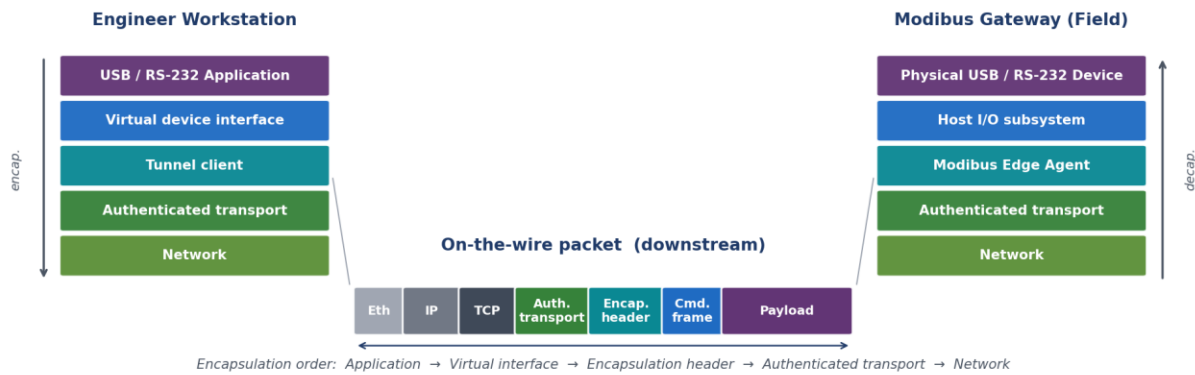 Engineer Workstation
USB / RS-232 Application
Virtual device interface
Tunnel client
Authenticated transport
Network
encap.
Modbus Gateway (Field)
Physical USB / RS-232 Device
Host I/O subsystem
Modbus Edge Agent
Authenticated transport
Network
decap.
On-the-wire packet (downstream)
Eth
IP
TCP
Auth.
transport
Encap.
header
Cmd.
frame
Payload
Encapsulation order: Application → Virtual interface → Encapsulation header → Authenticated transport → Network